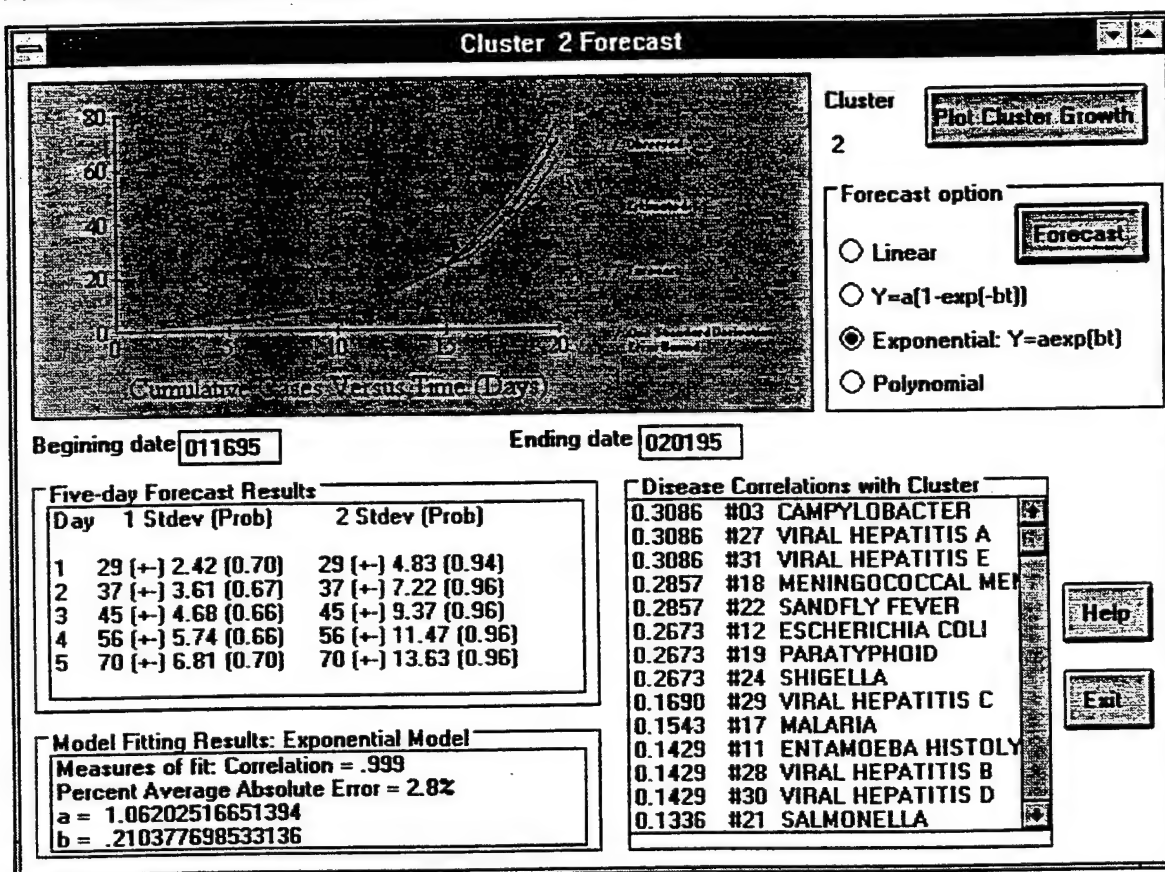 Cluster 2 Forecast
80
60
40
20
0
0 5 10 15 20
Observed
Estimated
Forecast
One Standard Deviation
Error Bound
Cumulative Cases Versus Time (Days)
Cluster
2
Plot Cluster Growth
Forecast option
Forecast
Linear
Y=a(1-exp(-bt))
Exponential: Y=aexp(bt)
Polynomial
Begining date 011695
Ending date 020195
Five-day Forecast Results
Day 1 Stdev (Prob) 2 Stdev (Prob)
1 29 (+-) 2.42 (0.70) 29 (+-) 4.83 (0.94)
2 37 (+-) 3.61 (0.67) 37 (+-) 7.22 (0.96)
3 45 (+-) 4.68 (0.66) 45 (+-) 9.37 (0.96)
4 56 (+-) 5.74 (0.66) 56 (+-) 11.47 (0.96)
5 70 (+-) 6.81 (0.70) 70 (+-) 13.63 (0.96)
Model Fitting Results: Exponential Model
Measures of fit: Correlation = .999
Percent Average Absolute Error = 2.8%
a = 1.06202516651394
b = .210377698533136
Disease Correlations with Cluster
0.3086 #03 CAMPYLOBACTER
0.3086 #27 VIRAL HEPATITIS A
0.3086 #31 VIRAL HEPATITIS E
0.2857 #18 MENINGOCOCCAL MEN
0.2857 #22 SANDFLY FEVER
0.2673 #12 ESCHERICHIA COLI
0.2673 #19 PARATYPHOID
0.2673 #24 SHIGELLA
0.1690 #29 VIRAL HEPATITIS C
0.1543 #17 MALARIA
0.1429 #11 ENTAMOEBA HISTOLY
0.1429 #28 VIRAL HEPATITIS B
0.1429 #30 VIRAL HEPATITIS D
0.1336 #21 SALMONELLA
Help
Exit